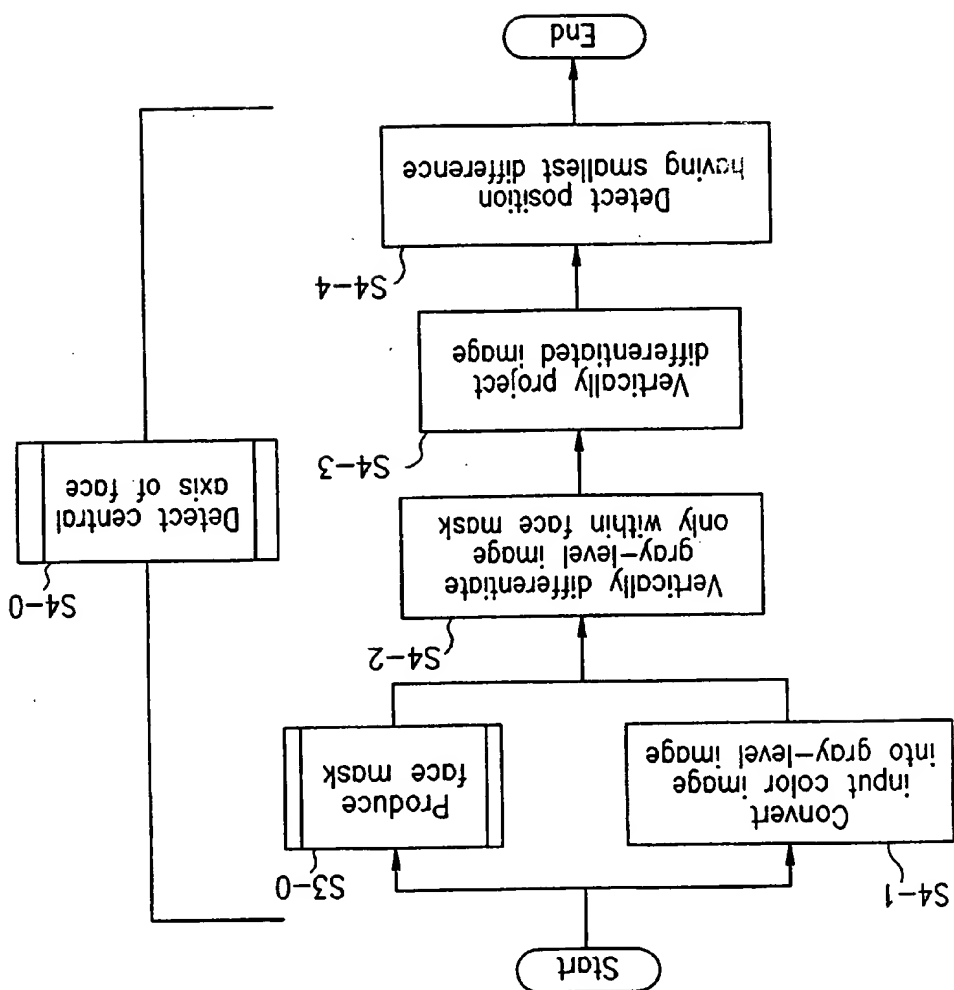 Start
S4-1
Convert
input color image
into gray-level image
S3-0
Produce
face mask
S4-2
Vertically differentiate
gray-level image
only within face mask
S4-3
Vertically project
differentiated image
S4-4
Detect position
having smallest difference
End
S4-0
Detect central
axis of face